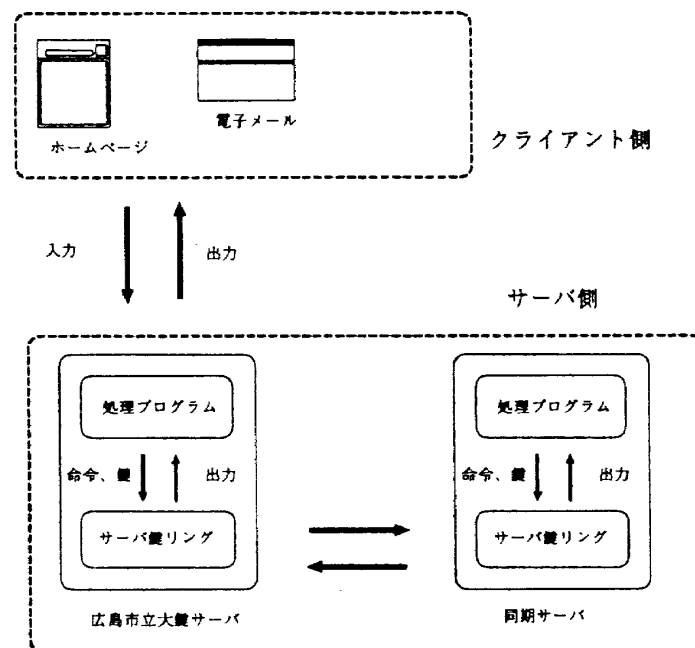 電子メール
ホームページ
クライアント側
入力
出力
サーバ側
処理プログラム
命令、鍵
出力
サーバ鍵リング
広島市立大鍵サーバ
処理プログラム
命令、鍵
出力
サーバ鍵リング
同期サーバ